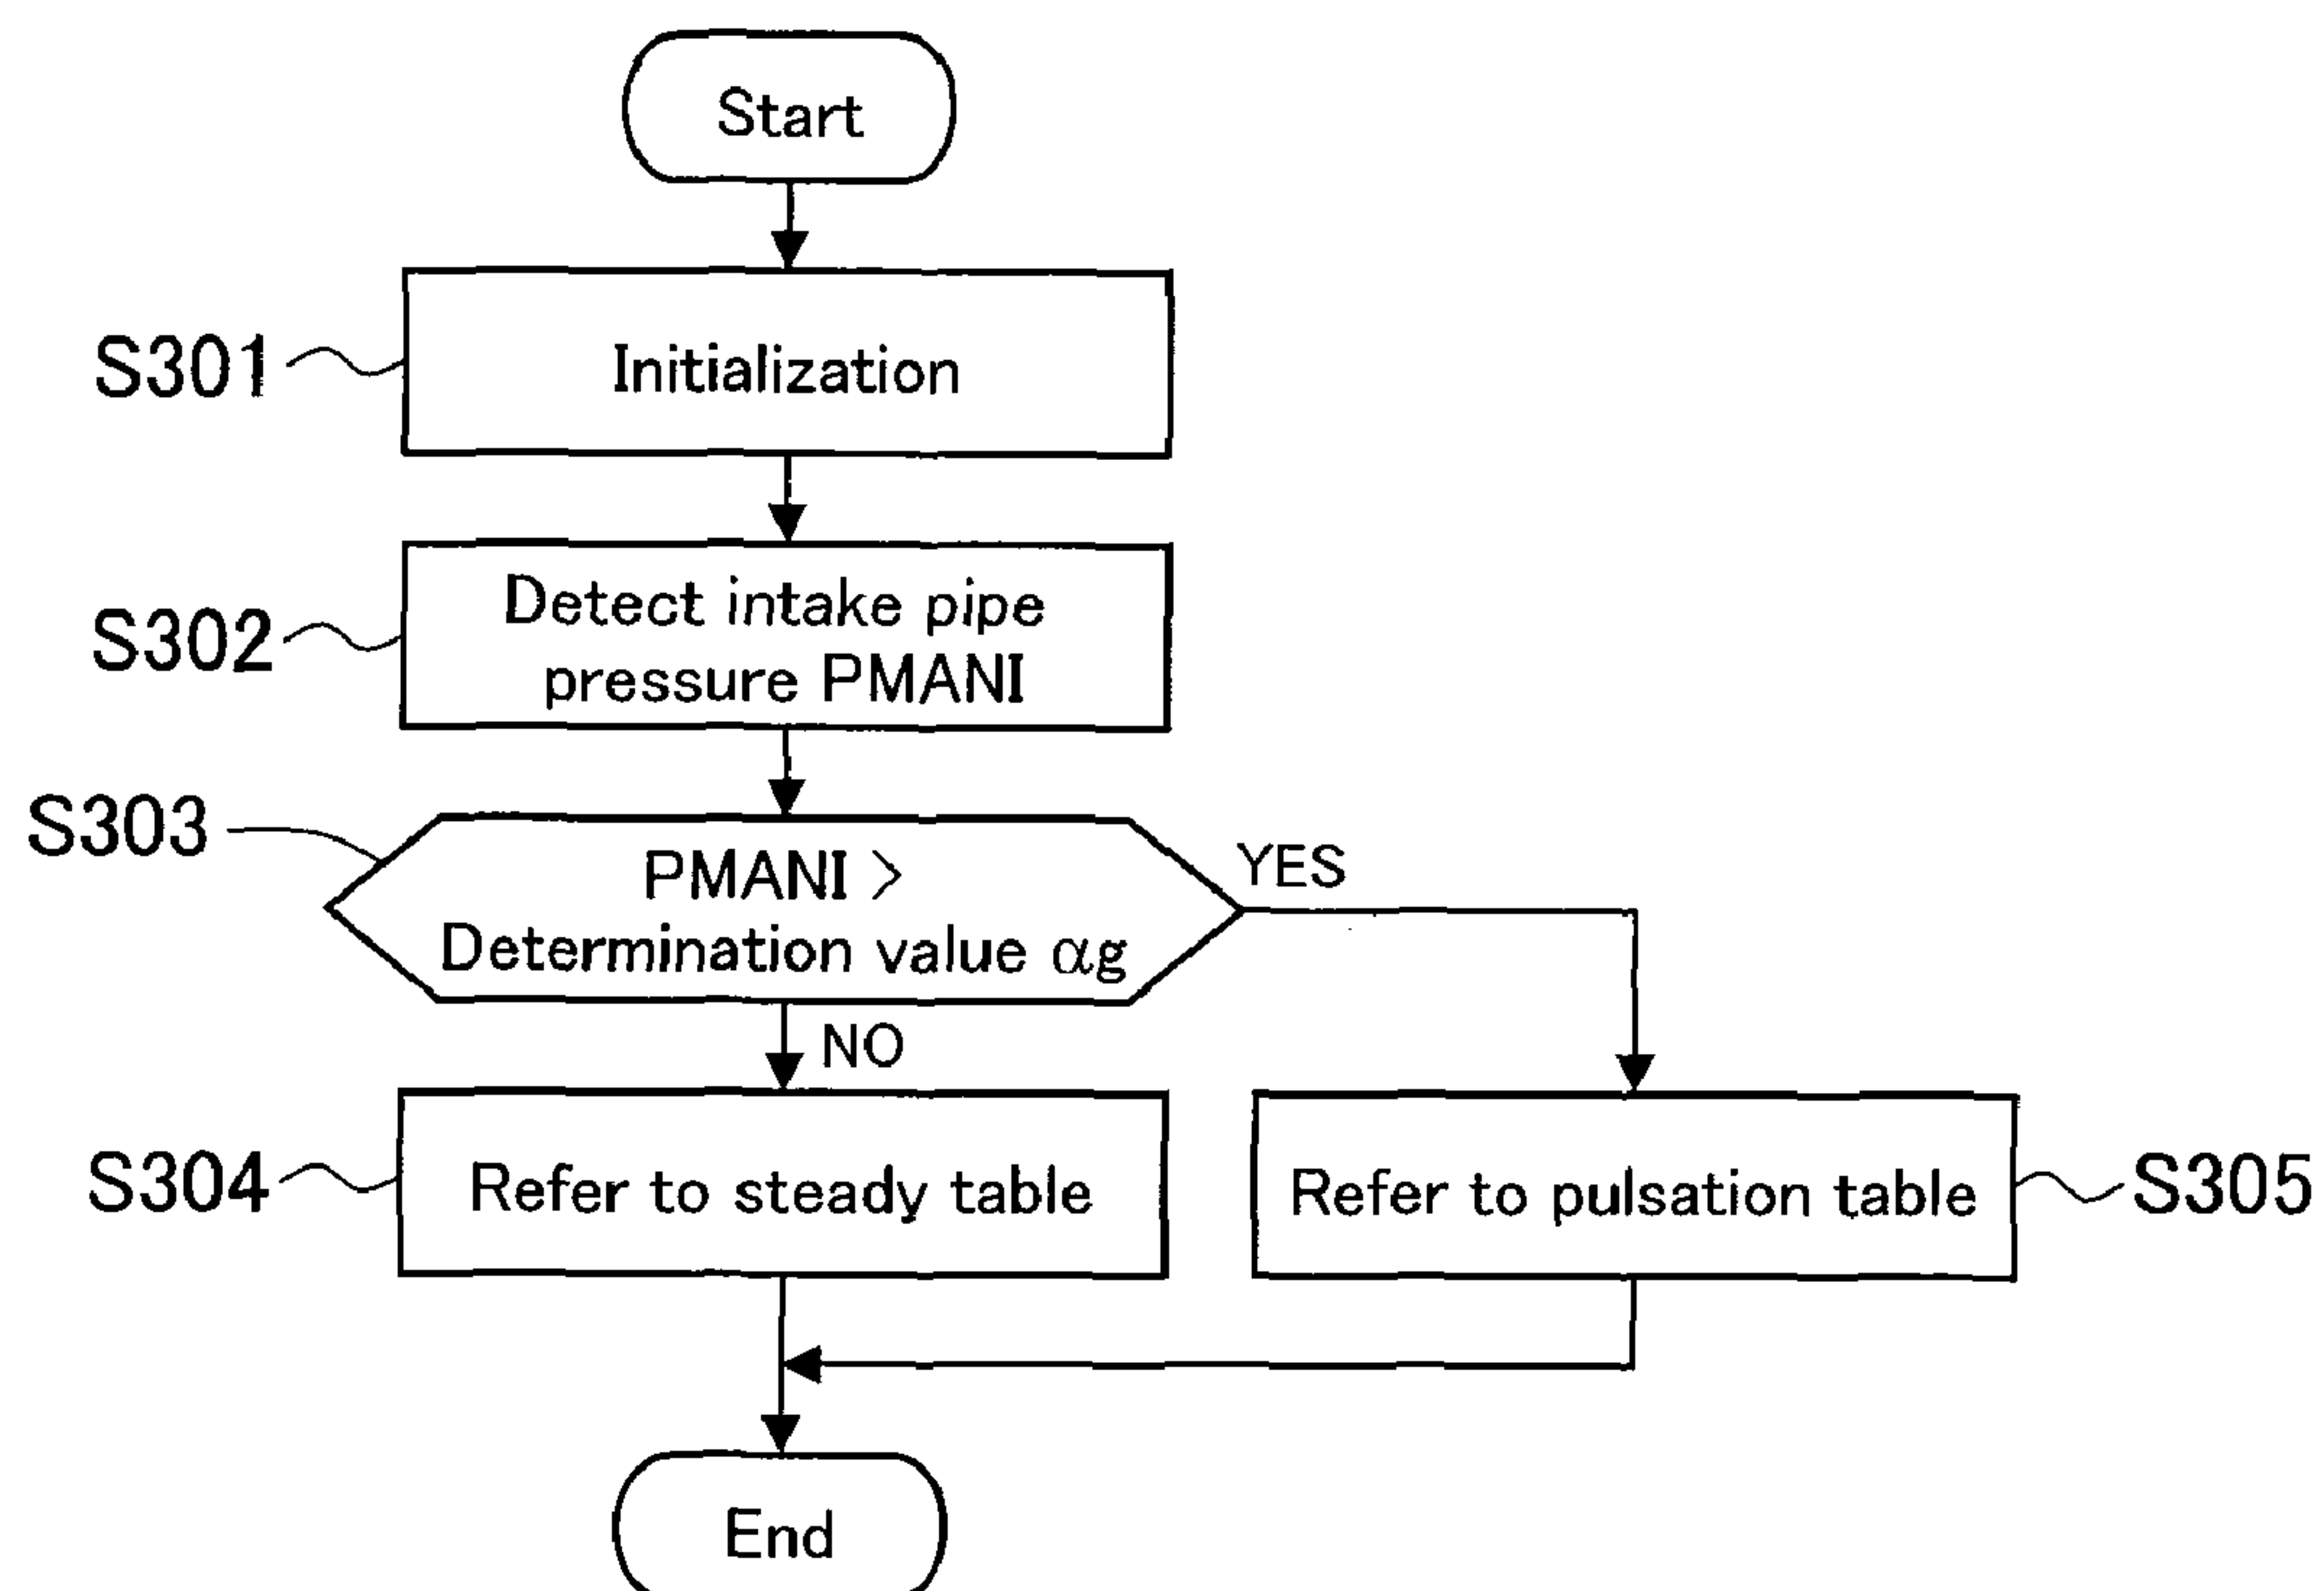 Start
S301
Initialization
S302
Detect intake pipe
pressure PMANI
S303
PMANI >
Determination value αg
YES
NO
S304
Refer to steady table
Refer to pulsation table
S305
End